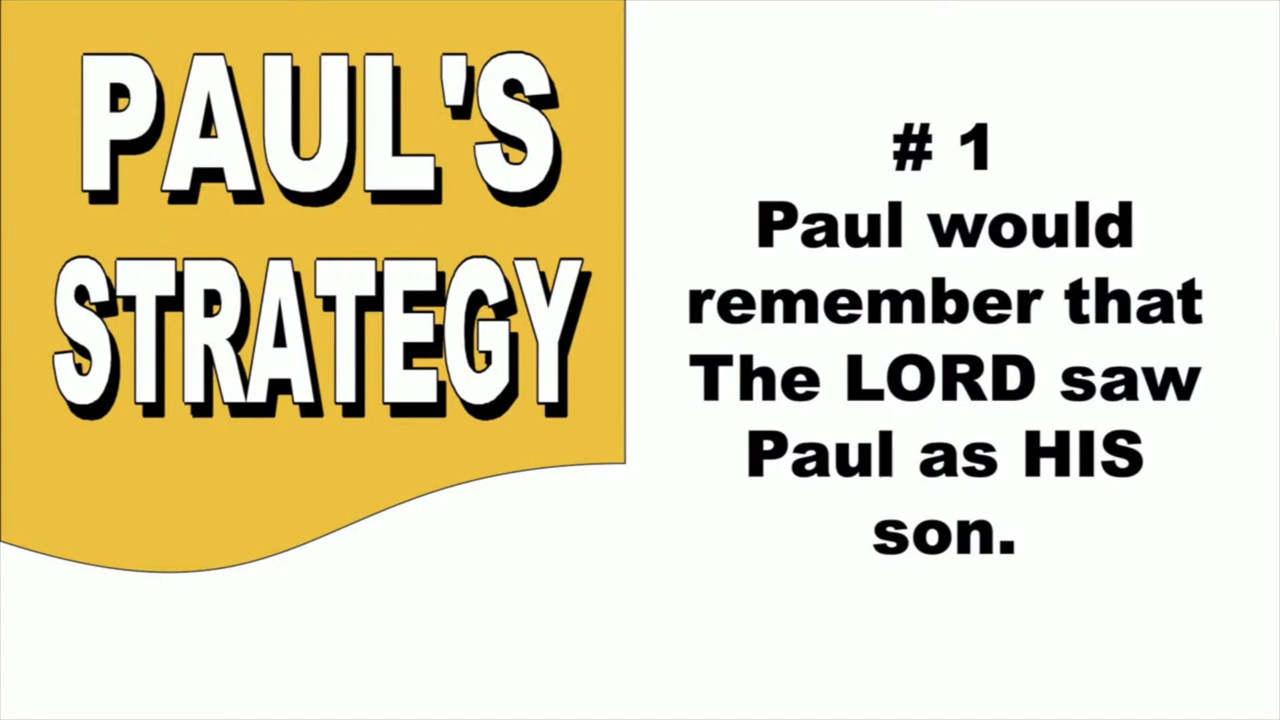 PAUL'S
STRATEGY
# 1
Paul would
remember that
The LORD saw
Paul as HIS
son.